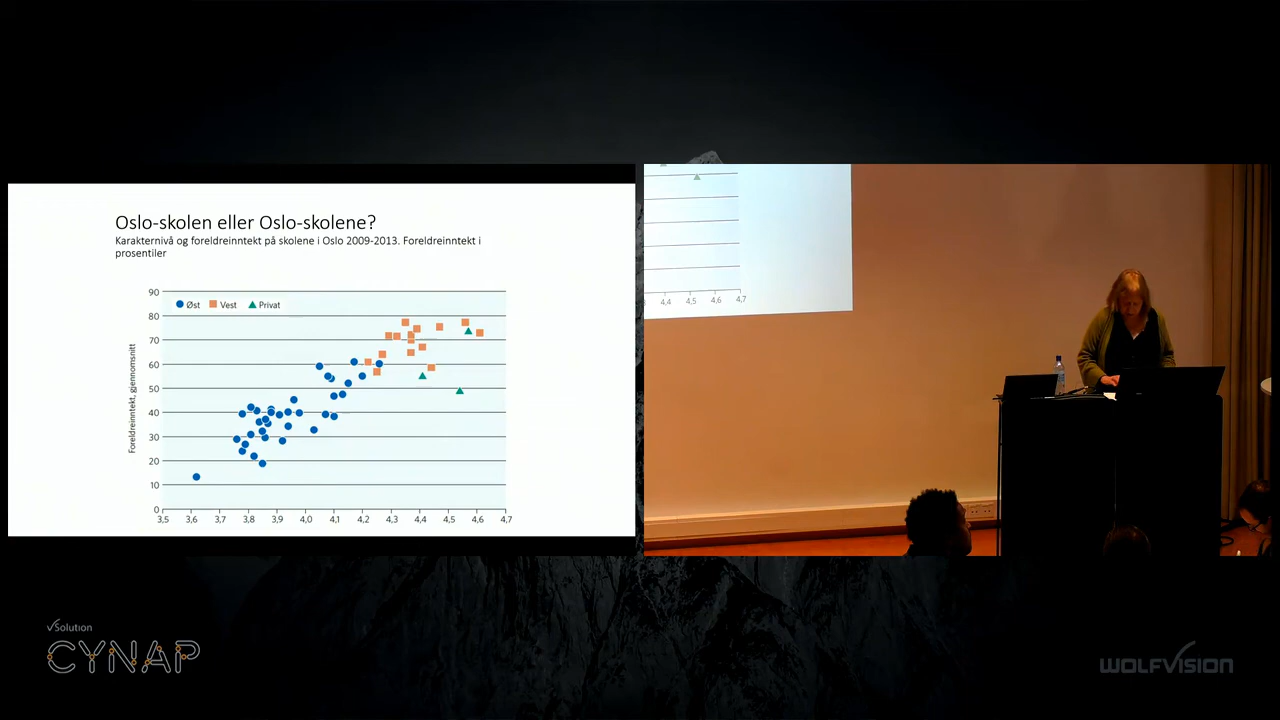 Oslo-skolen eller Oslo-skolene?
Karakternivå og foreldreinntekt på skolene i Oslo 2009-2013. Foreldreinntekt i
prosentiler
90
Øst Vest Privat
80
70
60
50
40
30
20
10
0
Foreldreinntekt, gjennomsnitt
3,5 3,6 3,7 3,8 3,9 4,0 4,1 4,2 4,3 4,4 4,5 4,6 4,7
4,4 4,5 4,6 4,7
vSolution
CYNAP
WOLFVISION